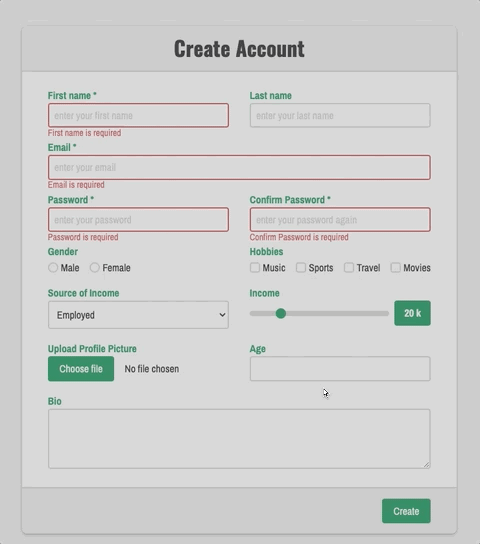 Create Account
First name * Last name
enter your first name enter your last name
First name is required
Email *
enter your email
Email is required
Password * Confirm Password *
enter your password enter your password again
Password is required Confirm Password is required
Gender Hobbies
Male Female Music Sports Travel Movies
Source of Income Income
Employed 20 k
Upload Profile Picture Age
Choose file No file chosen
Bio
Create